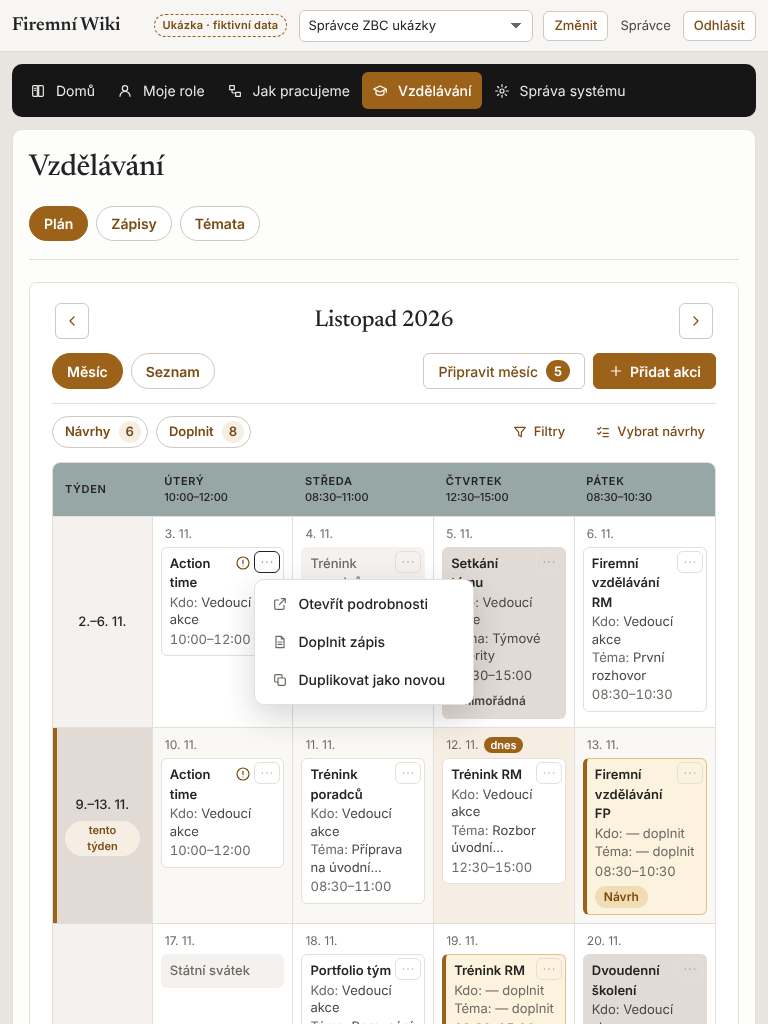 Firemní Wiki
Ukázka · fiktivní data
Správce ZBC ukázky
Změnit
Správce
Odhlásit
Domů
Moje role
Jak pracujeme
Vzdělávání
Správa systému
Vzdělávání
Plán
Zápisy
Témata
Listopad 2026
Měsíc
Seznam
Připravit měsíc 5
Přidat akci
Návrhy 6
Doplnit 8
Filtry
Vybrat návrhy
TÝDEN
ÚTERÝ
10:00–12:00
STŘEDA
08:30–11:00
ČTVRTEK
12:30–15:00
PÁTEK
08:30–10:30
2.–6. 11.
3. 11.
Action
time
Kdo: Vedoucí
akce
10:00–12:00
4. 11.
Trénink
5. 11.
Setkání
Vedoucí
Týmové
30–15:00
6. 11.
Firemní
vzdělávání
RM
Kdo: Vedoucí
akce
Téma: První
rozhovor
08:30–10:30
Otevřít podrobnosti
Doplnit zápis
Duplikovat jako novou
9.–13. 11.
tento
týden
10. 11.
Action
time
Kdo: Vedoucí
akce
10:00–12:00
11. 11.
Trénink
poradců
Kdo: Vedoucí
akce
Téma: Příprava
na úvodní...
08:30–11:00
12. 11. dnes
Trénink RM
Kdo: Vedoucí
akce
Téma: Rozbor
úvodní...
12:30–15:00
13. 11.
Firemní
vzdělávání
FP
Kdo: — doplnit
Téma: — doplnit
08:30–10:30
Návrh
17. 11.
Státní svátek
18. 11.
Portfolio tým
Kdo: Vedoucí
akce
19. 11.
Trénink RM
Kdo: — doplnit
Téma: — doplnit
20. 11.
Dvoudenní
školení
Kdo: Vedoucí